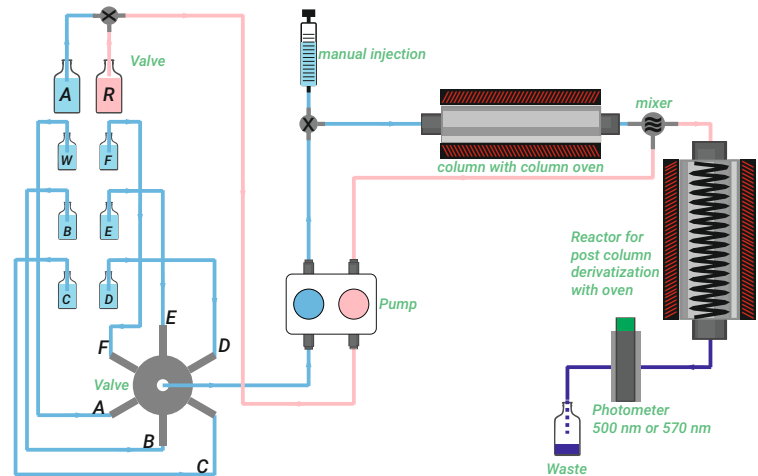 manual injection
Valve
A
R
mixer
W
F
column with column oven
B
E
Reactor for
post column
derivatization
with oven
C
D
Pump
E
F
D
Valve
A
B
C
Photometer
500 nm or 570 nm
Waste